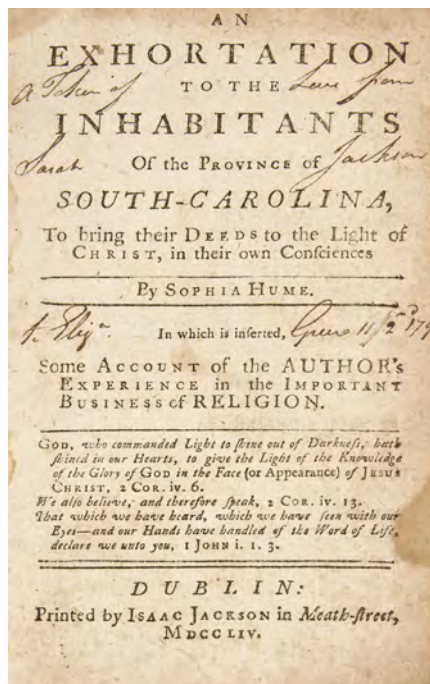 AN
EXHORTATION
A Token of
TO THE
Love from
INHABITANTS
Sarah
Of the PROVINCE of
Jackson
SOUTH-CAROLINA,
To bring their DEEDS to the Light of
CHRIST, in their own Conſciences
By SOPHIA HUME.
to Eliza
In which is inſerted,
Some ACCOUNT of the AUTHOR's
EXPERIENCE in the IMPORTANT
BUSINESS of RELIGION.
GOD, who commanded Light to ſhine out of Darkneſs, hath
ſhined in our Hearts, to give the Light of the Knowledge
of the Glory of GOD in the Face (or Appearance) of JESUS
CHRIST, 2 COR. iv. 6.
We alſo believe, and therefore ſpeak, 2 COR. iv. 13.
That which we have heard, which we have ſeen with our
Eyes—and our Hands have handled of the Word of Life,
declare we unto you, 1 JOHN i. 1. 3.
DUBLIN:
Printed by ISAAC JACKSON in Meath-ſtreet,
MDCCLIV.